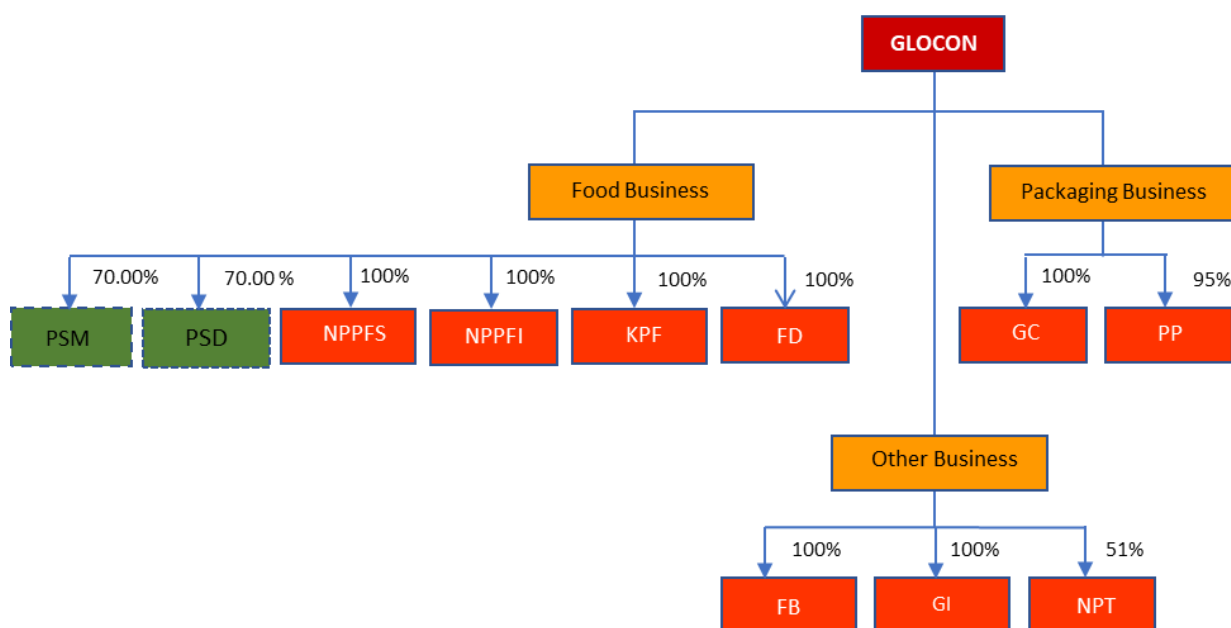 GLOCON
Food Business
Packaging Business
70.00%
70.00 %
100%
100%
100%
100%
100%
95%
PSM
PSD
NPPFS
NPPFI
KPF
FD
GC
PP
Other Business
100%
100%
51%
FB
GI
NPT